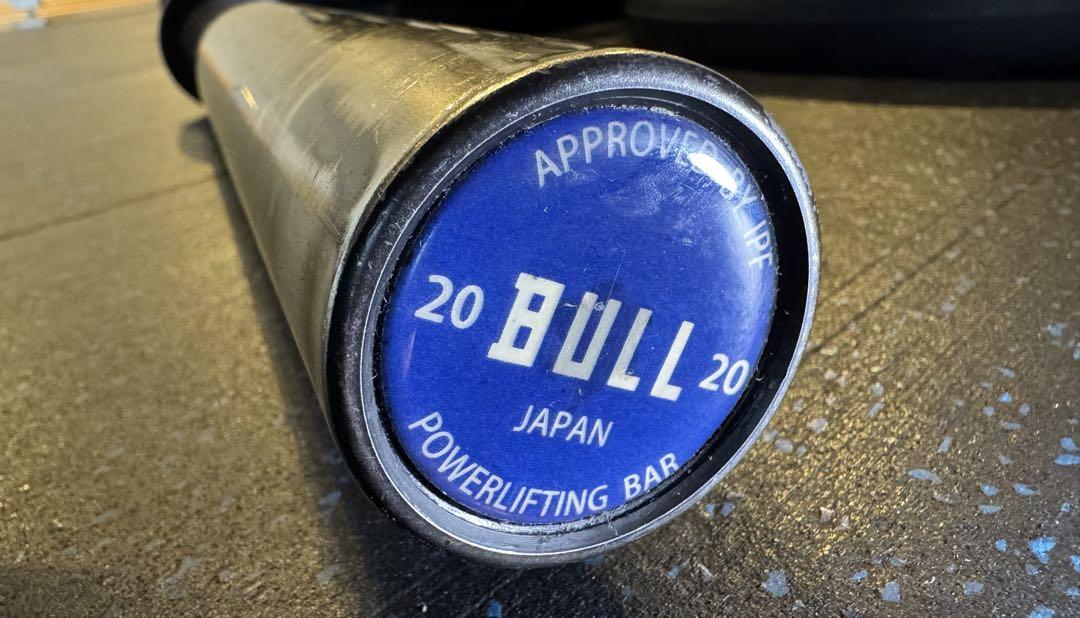 APPROVED BY IPF
20 BULL 20
JAPAN
POWERLIFTING BAR